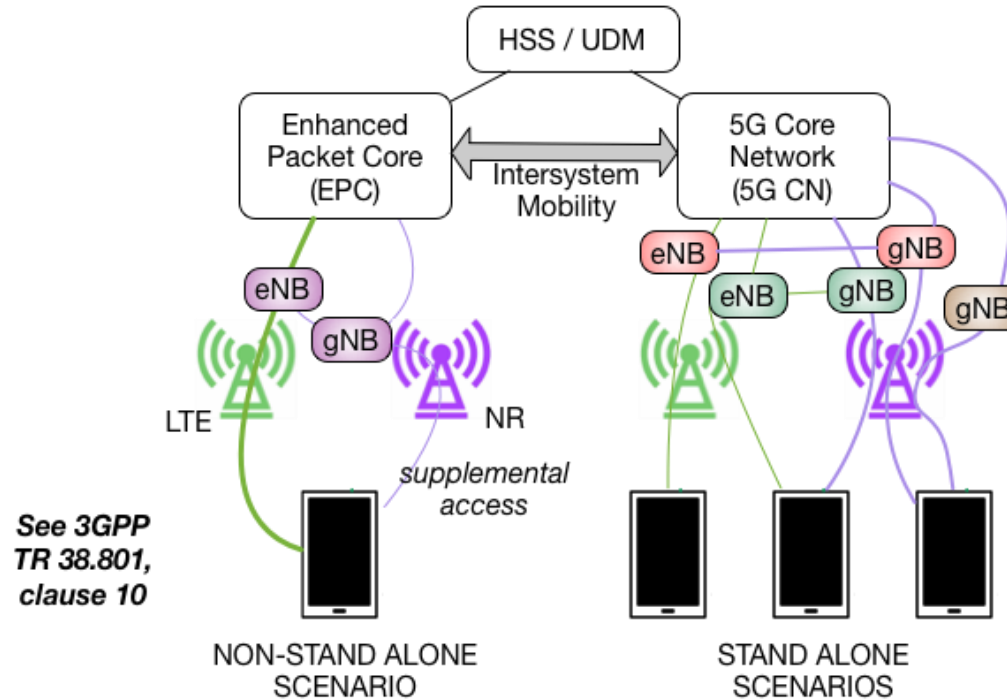 HSS / UDM
Enhanced
Packet Core
(EPC)
Intersystem
Mobility
5G Core
Network
(5G CN)
eNB
gNB
eNB
gNB
eNB
gNB
gNB
LTE
NR
supplemental
access
See 3GPP
TR 38.801,
clause 10
NON-STAND ALONE
SCENARIO
STAND ALONE
SCENARIOS